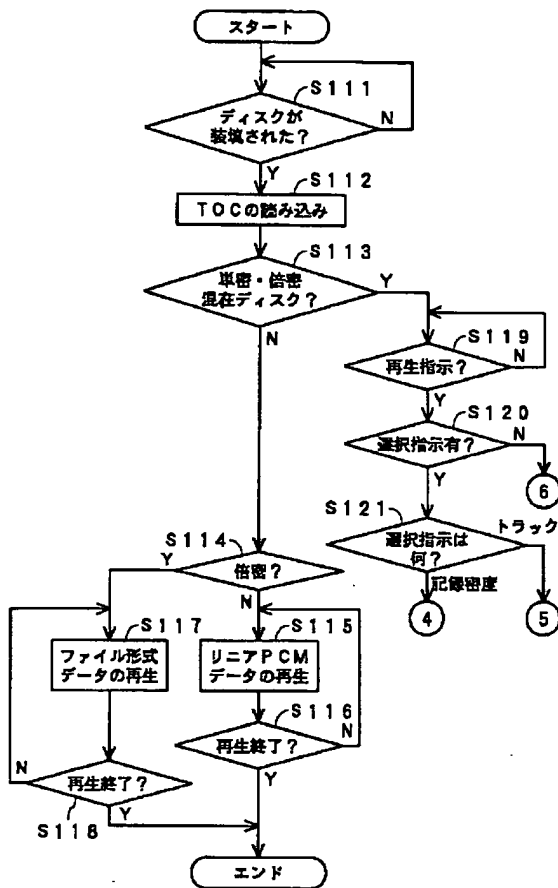 スタート
S111
ディスクが
装填された?
N
Y
S112
TOCの踏み込み
S113
単密・倍密
混在ディスク?
Y
N
S119
再生指示?
N
Y
S120
選択指示有?
N
Y
6
S121
選択指示は
何?
トラック
記録密度
4
5
S114
Y
倍密?
N
S117
ファイル形式
データの再生
S115
リニアPCM
データの再生
S116
再生終了?
N
Y
N
再生終了?
S118
Y
エンド